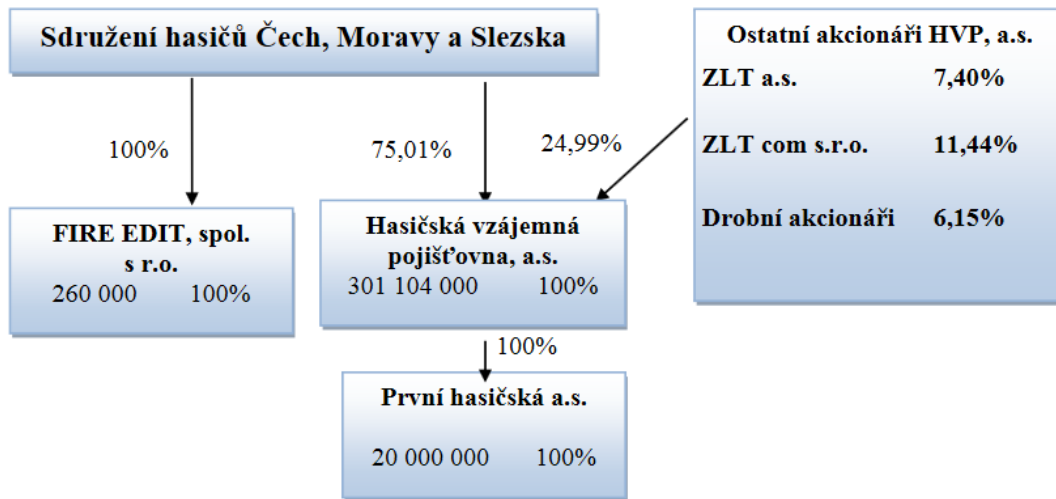 Sdružení hasičů Čech, Moravy a Slezska
Ostatní akcionáři HVP, a.s.
ZLT a.s. 7,40%
ZLT com s.r.o. 11,44%
Drobní akcionáři 6,15%
100%
75,01%
24,99%
FIRE EDIT, spol.
s r.o.
260 000 100%
Hasičská vzájemná
pojišťovna, a.s.
301 104 000 100%
100%
První hasičská a.s.
20 000 000 100%